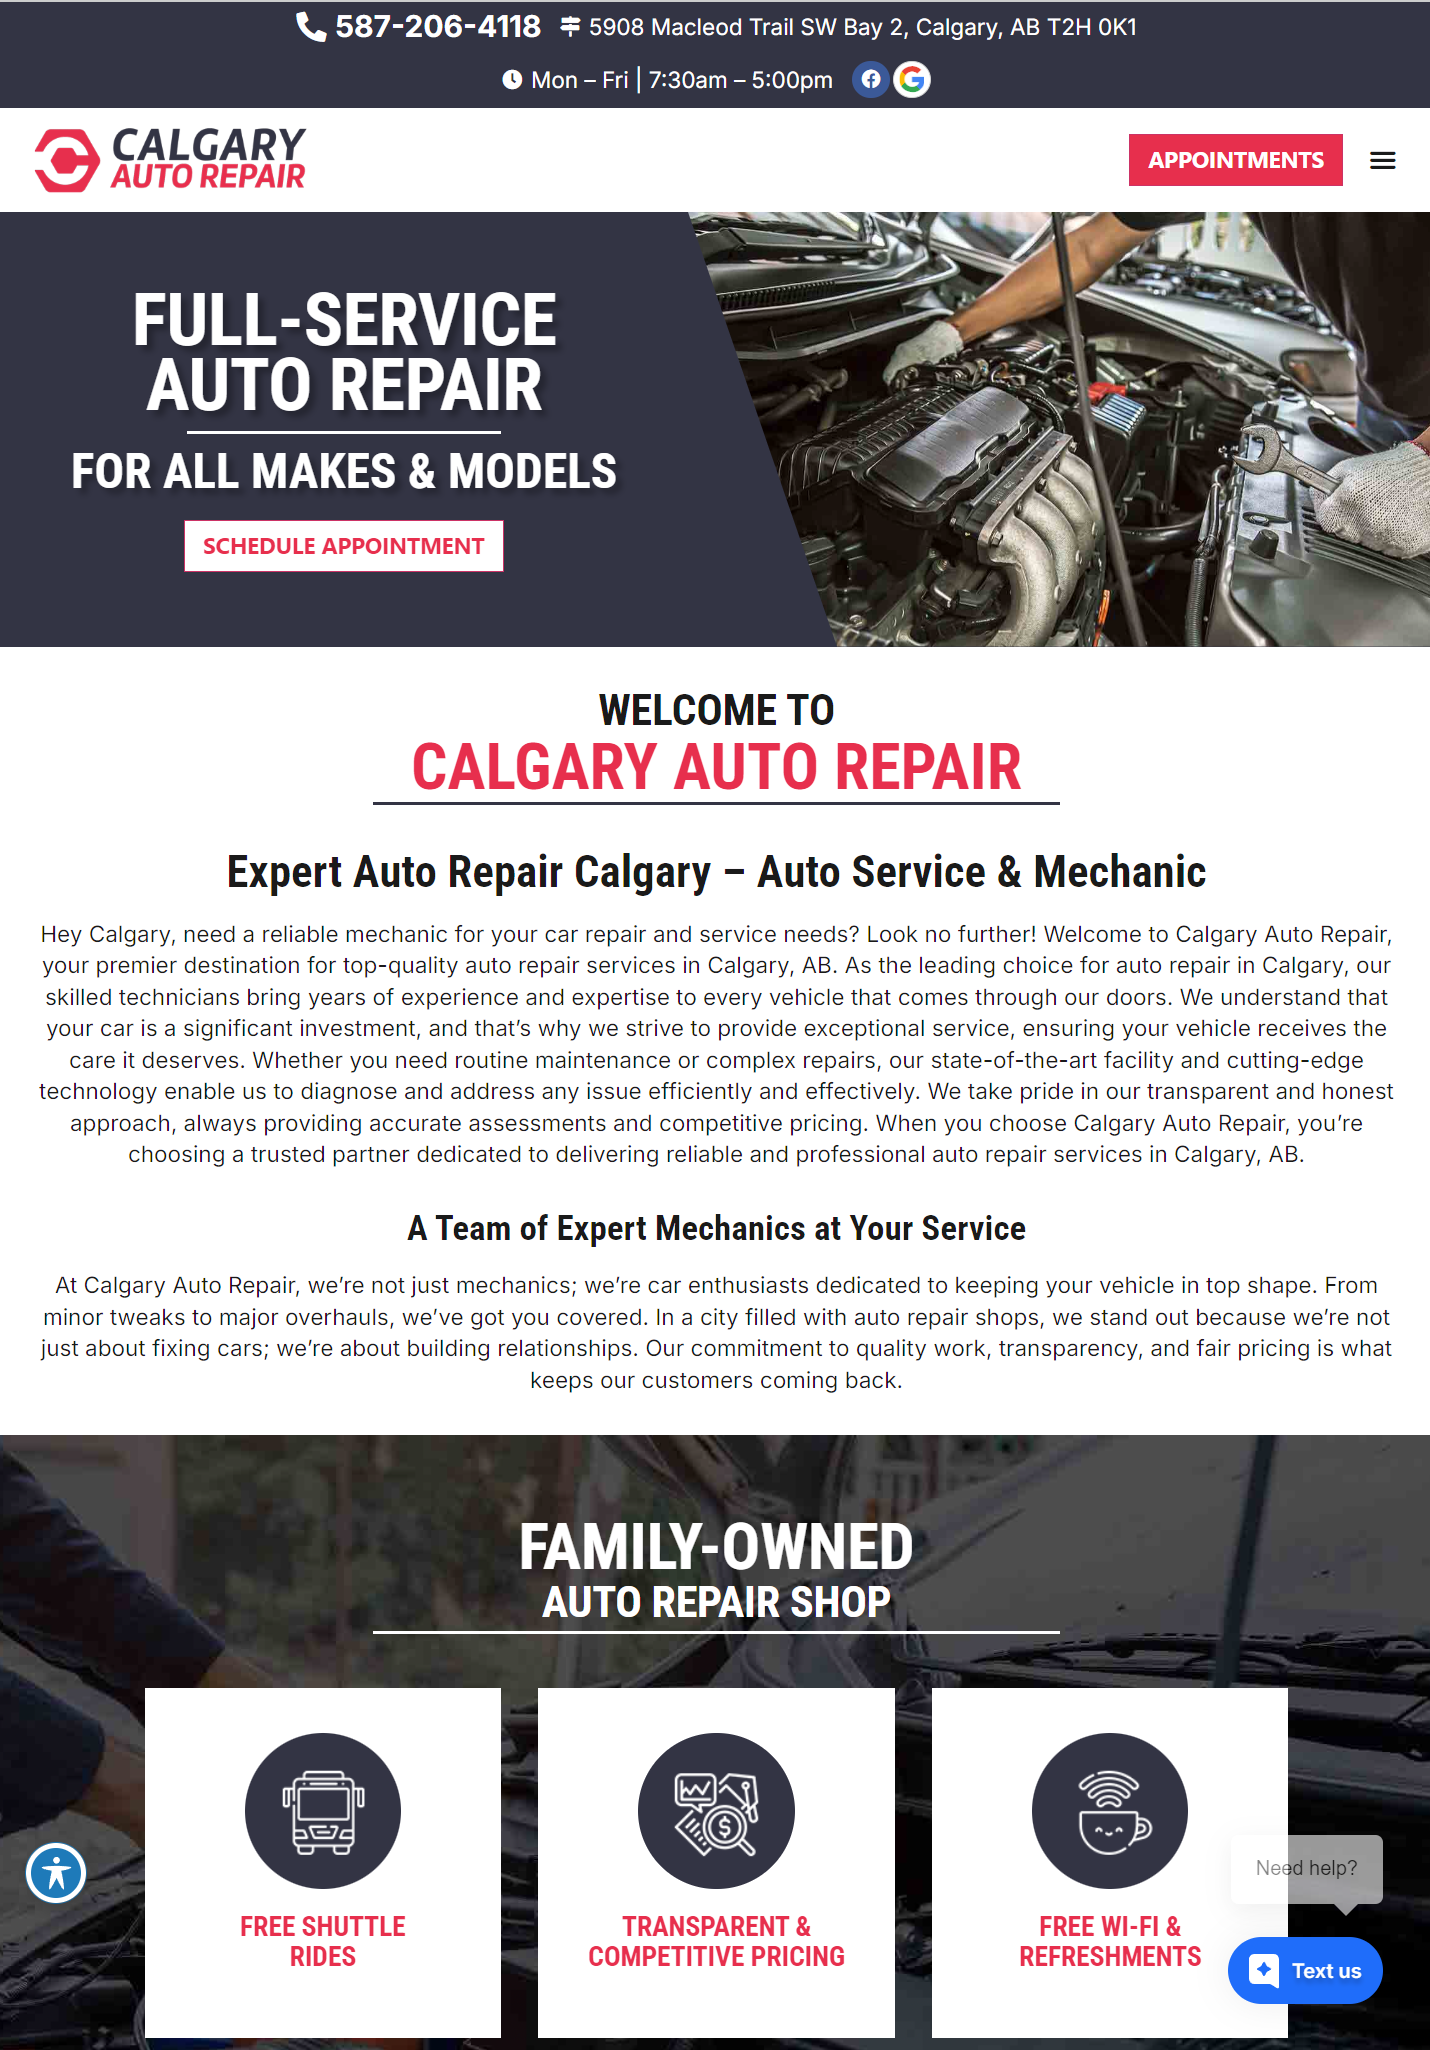 587-206-4118 5908 Macleod Trail SW Bay 2, Calgary, AB T2H 0K1
Mon – Fri | 7:30am – 5:00pm
CALGARY
AUTO REPAIR
APPOINTMENTS
FULL-SERVICE
AUTO REPAIR
FOR ALL MAKES & MODELS
SCHEDULE APPOINTMENT
WELCOME TO
CALGARY AUTO REPAIR
Expert Auto Repair Calgary – Auto Service & Mechanic
Hey Calgary, need a reliable mechanic for your car repair and service needs? Look no further! Welcome to Calgary Auto Repair,
your premier destination for top-quality auto repair services in Calgary, AB. As the leading choice for auto repair in Calgary, our
skilled technicians bring years of experience and expertise to every vehicle that comes through our doors. We understand that
your car is a significant investment, and that’s why we strive to provide exceptional service, ensuring your vehicle receives the
care it deserves. Whether you need routine maintenance or complex repairs, our state-of-the-art facility and cutting-edge
technology enable us to diagnose and address any issue efficiently and effectively. We take pride in our transparent and honest
approach, always providing accurate assessments and competitive pricing. When you choose Calgary Auto Repair, you’re
choosing a trusted partner dedicated to delivering reliable and professional auto repair services in Calgary, AB.
A Team of Expert Mechanics at Your Service
At Calgary Auto Repair, we’re not just mechanics; we’re car enthusiasts dedicated to keeping your vehicle in top shape. From
minor tweaks to major overhauls, we’ve got you covered. In a city filled with auto repair shops, we stand out because we’re not
just about fixing cars; we’re about building relationships. Our commitment to quality work, transparency, and fair pricing is what
keeps our customers coming back.
FAMILY-OWNED
AUTO REPAIR SHOP
FREE SHUTTLE
RIDES
TRANSPARENT &
COMPETITIVE PRICING
FREE WI-FI &
REFRESHMENTS
Need help?
Text us